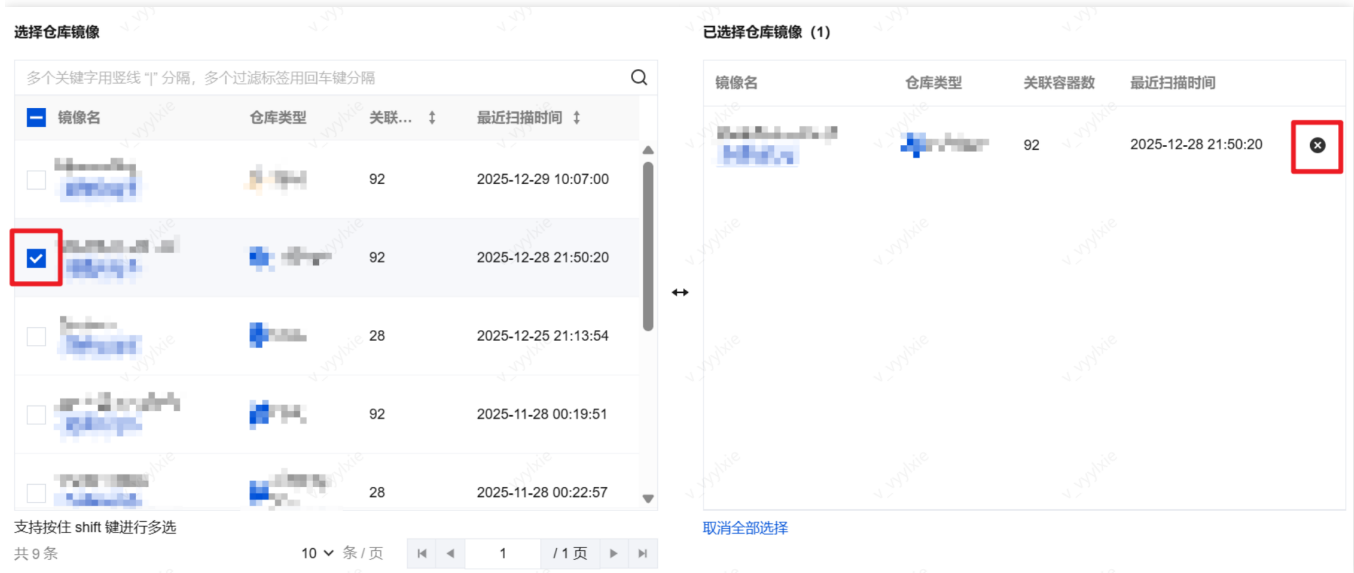 选择仓库镜像
多个关键字用竖线 “|” 分隔，多个过滤标签用回车键分隔
镜像名 仓库类型 关联... 最近扫描时间
92 2025-12-29 10:07:00
92 2025-12-28 21:50:20
28 2025-12-25 21:13:54
92 2025-11-28 00:19:51
28 2025-11-28 00:22:57
支持按住 shift 键进行多选
共 9 条 10 条 / 页 1 / 1 页
已选择仓库镜像（1）
镜像名 仓库类型 关联容器数 最近扫描时间
92 2025-12-28 21:50:20
取消全部选择
v_vyylxie